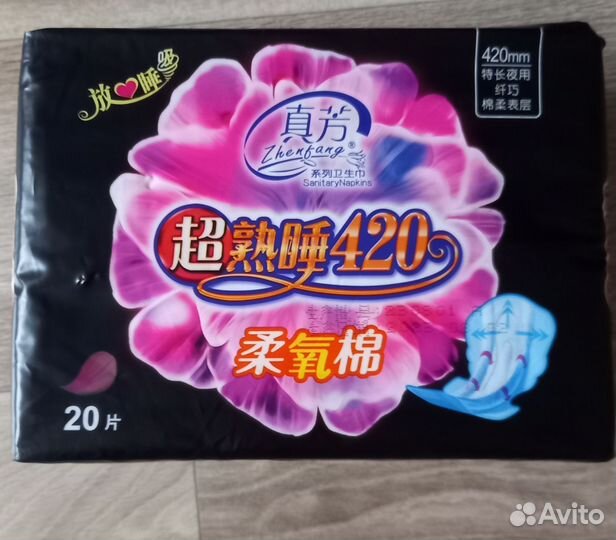 放心睡吧
420mm
特长夜用
纤巧
棉柔表层
真芳
Zhenfang®
系列卫生巾
SanitaryNapkins
超熟睡420
柔氧棉
20片
Avito